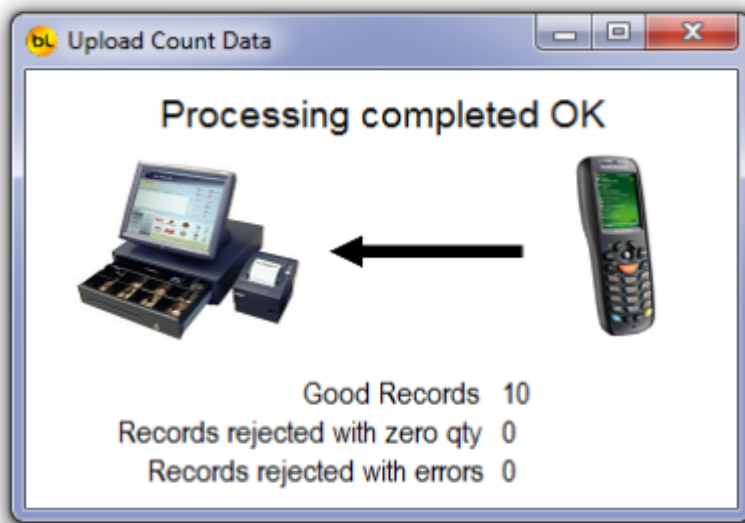 bL Upload Count Data
Processing completed OK
Good Records 10
Records rejected with zero qty 0
Records rejected with errors 0